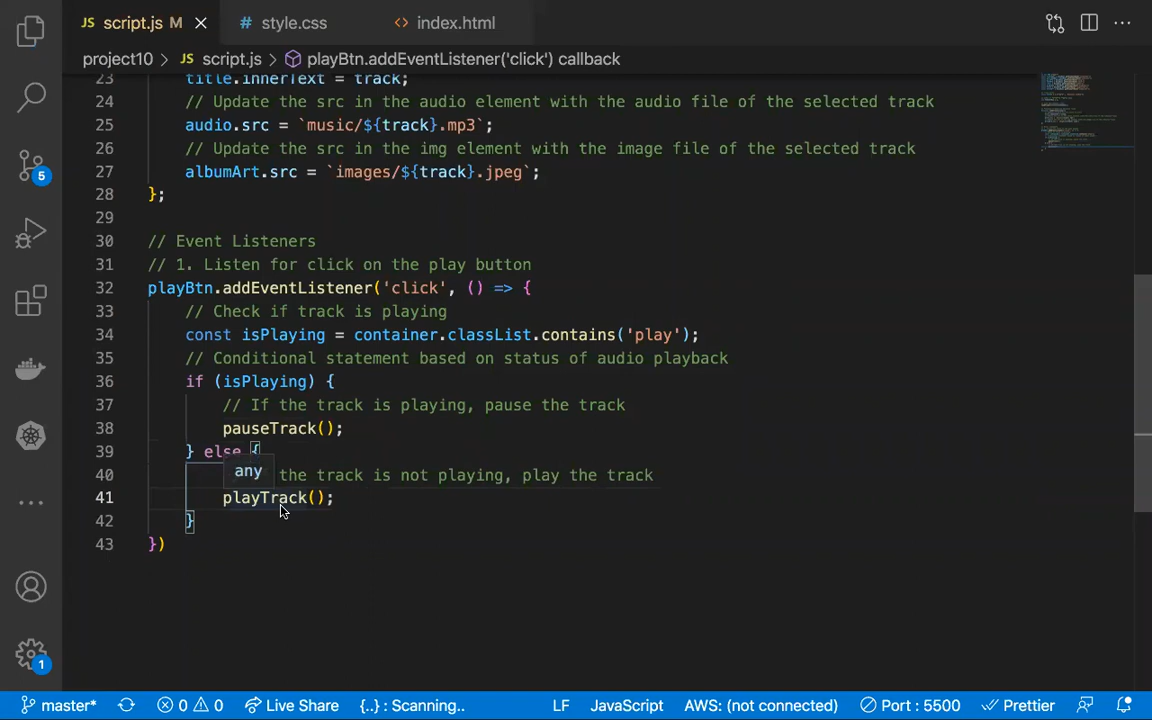 JS script.js M × # style.css <> index.html ...
project10 > JS script.js > playBtn.addEventListener('click') callback
23 title.innerText = track;
24 // Update the src in the audio element with the audio file of the selected track
25 audio.src = `music/${track}.mp3`;
26 // Update the src in the img element with the image file of the selected track
27 albumArt.src = `images/${track}.jpeg`;
28 };
29
30 // Event Listeners
31 // 1. Listen for click on the play button
32 playBtn.addEventListener('click', () => {
33 // Check if track is playing
34 const isPlaying = container.classList.contains('play');
35 // Conditional statement based on status of audio playback
36 if (isPlaying) {
37 // If the track is playing, pause the track
38 pauseTrack();
39 } else {
any
40 the track is not playing, play the track
41 playTrack();
42 }
43 })
5
1
master* 0 0 Live Share {..} : Scanning.. LF JavaScript AWS: (not connected) Port : 5500 Prettier